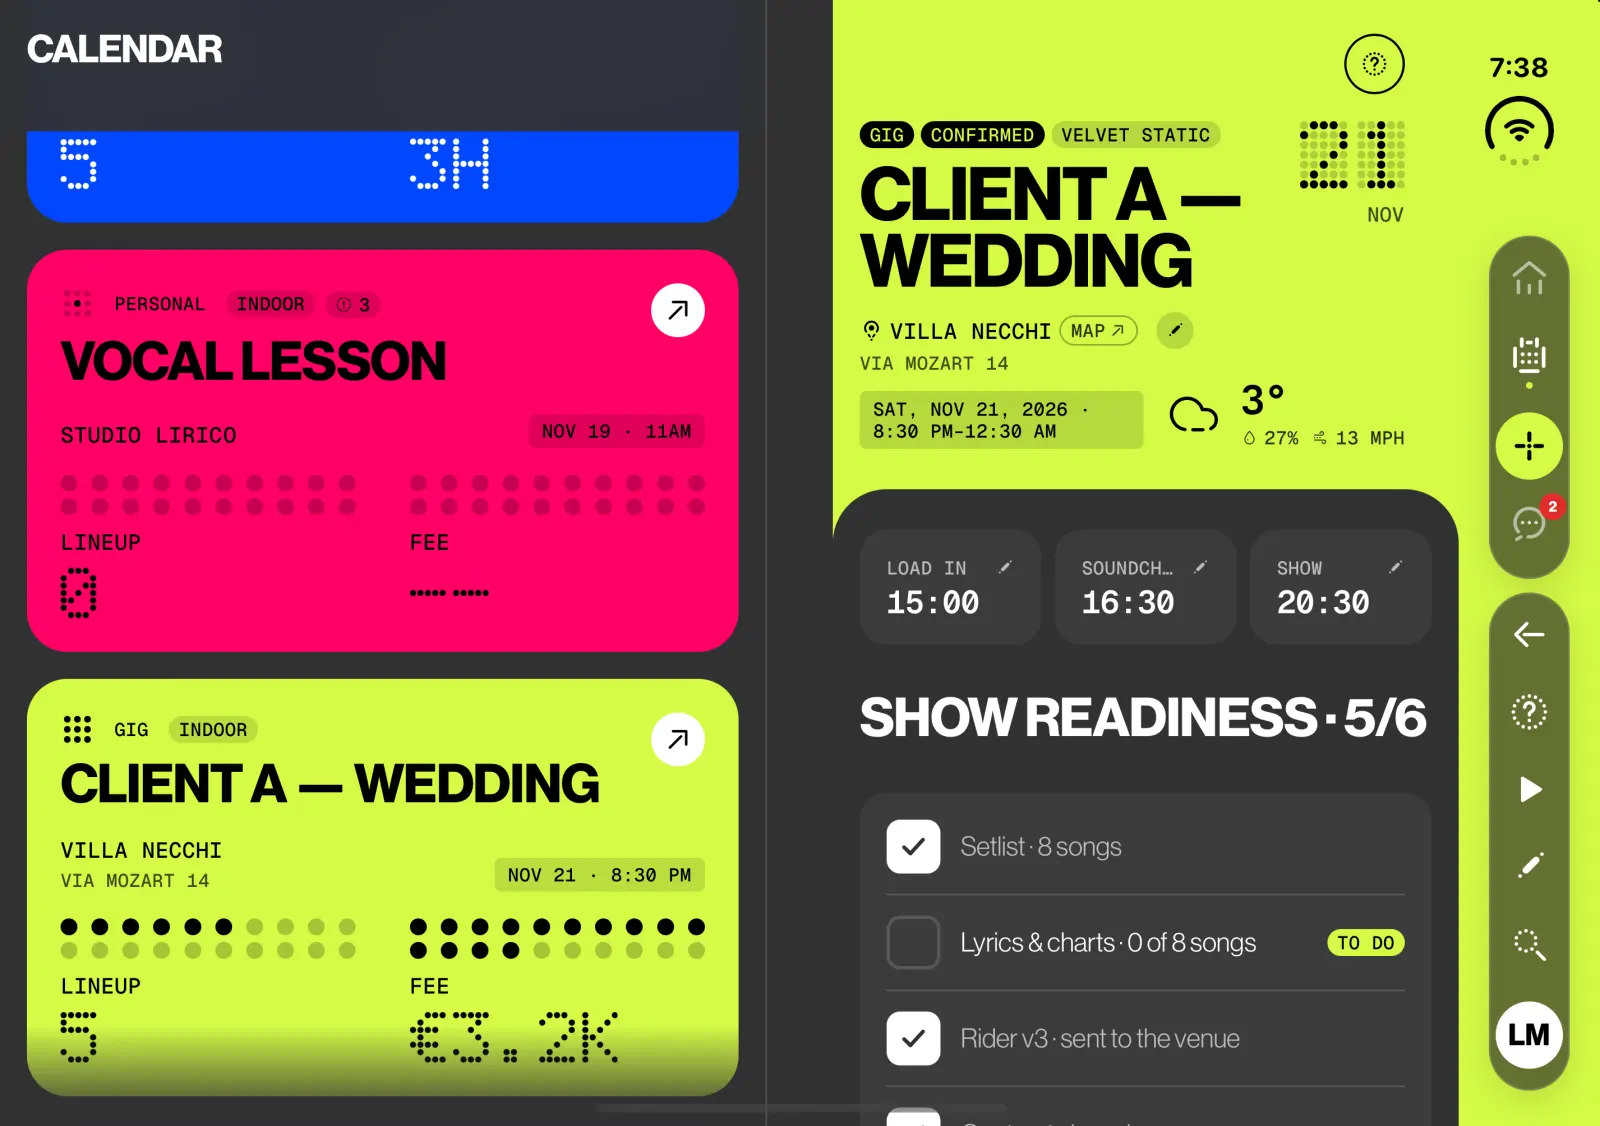 CALENDAR
5
3H
PERSONAL INDOOR 3
VOCAL LESSON
STUDIO LIRICO
NOV 19 · 11AM
LINEUP
FEE
0
GIG INDOOR
CLIENT A — WEDDING
VILLA NECCHI
VIA MOZART 14
NOV 21 · 8:30 PM
LINEUP
FEE
5
€3.2K
GIG CONFIRMED VELVET STATIC
CLIENT A —
WEDDING
21
NOV
VILLA NECCHI MAP
VIA MOZART 14
SAT, NOV 21, 2026 ·
8:30 PM–12:30 AM
3°
27% 13 MPH
LOAD IN
15:00
SOUNDCH…
16:30
SHOW
20:30
SHOW READINESS · 5/6
Setlist · 8 songs
Lyrics & charts · 0 of 8 songs
TO DO
Rider v3 · sent to the venue
7:38
2
LM